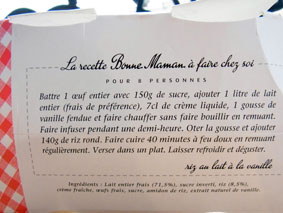 La recette Bonne Maman à faire chez soi
POUR 8 PERSONNES
Battre 1 œuf entier avec 150g de sucre, ajouter 1 litre de lait
entier (frais de préférence), 7cl de crème liquide, 1 gousse de
vanille fendue et faire chauffer sans faire bouillir en remuant.
Faire infuser pendant une demi-heure. Oter la gousse et ajouter
140g de riz rond. Faire cuire 40 minutes à feu doux en remuant
régulièrement. Verser dans un plat. Laisser refroidir et déguster.
riz au lait à la vanille
Ingrédients : Lait entier frais (71,5%), sucre inverti, riz (8,5%),
crème fraîche, œufs frais, sucre, amidon de riz, extrait naturel de vanille.